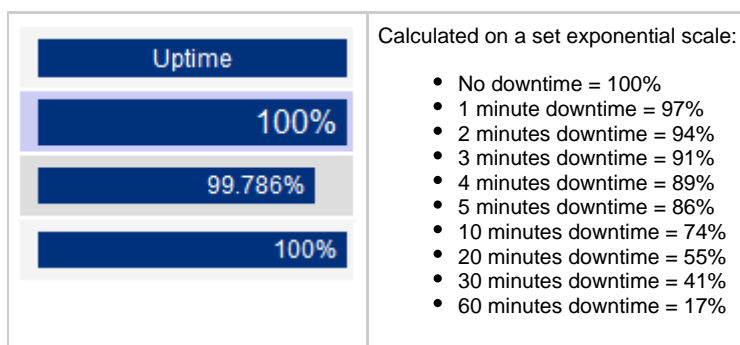 Uptime
100%
99.786%
100%
Calculated on a set exponential scale:
• No downtime = 100%
• 1 minute downtime = 97%
• 2 minutes downtime = 94%
• 3 minutes downtime = 91%
• 4 minutes downtime = 89%
• 5 minutes downtime = 86%
• 10 minutes downtime = 74%
• 20 minutes downtime = 55%
• 30 minutes downtime = 41%
• 60 minutes downtime = 17%